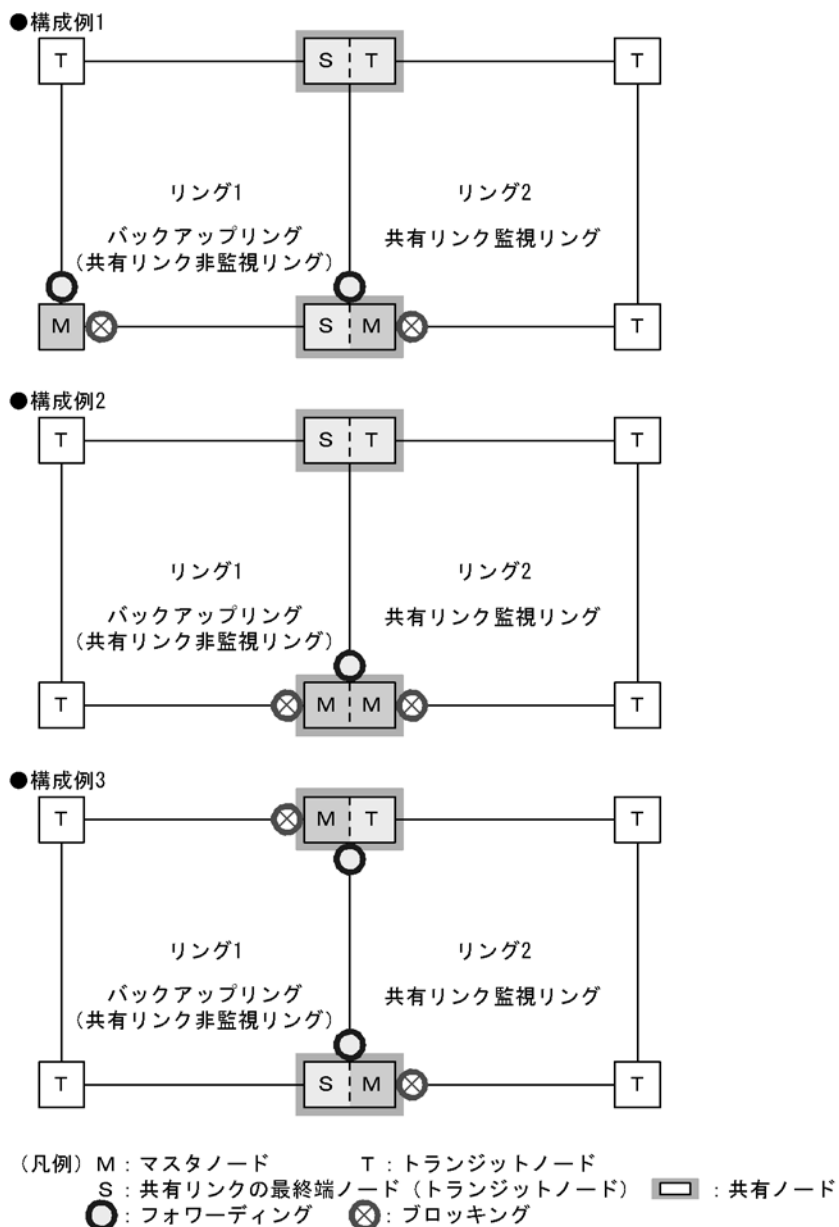 ●構成例1
T S T T
リング1 リング2
バックアップリング 共有リンク監視リング
(共有リンク非監視リング)
M S M T
●構成例2
T S T T
リング1 リング2
バックアップリング 共有リンク監視リング
(共有リンク非監視リング)
T M M T
●構成例3
T M T T
リング1 リング2
バックアップリング 共有リンク監視リング
(共有リンク非監視リング)
T S M T
(凡例) M:マスタノード T:トランジットノード
S:共有リンクの最終端ノード(トランジットノード) :共有ノード
:フォワーディング :ブロッキング